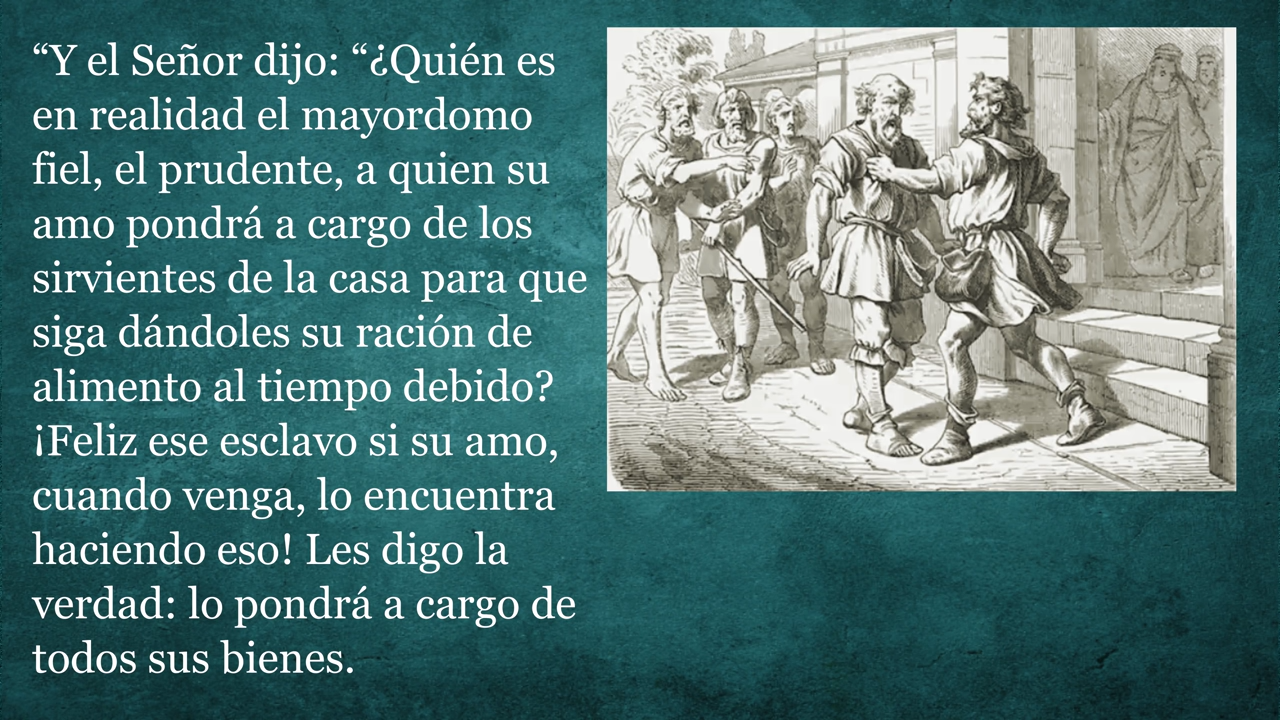 “Y el Señor dijo: “¿Quién es
en realidad el mayordomo
fiel, el prudente, a quien su
amo pondrá a cargo de los
sirvientes de la casa para que
siga dándoles su ración de
alimento al tiempo debido?
¡Feliz ese esclavo si su amo,
cuando venga, lo encuentra
haciendo eso! Les digo la
verdad: lo pondrá a cargo de
todos sus bienes.